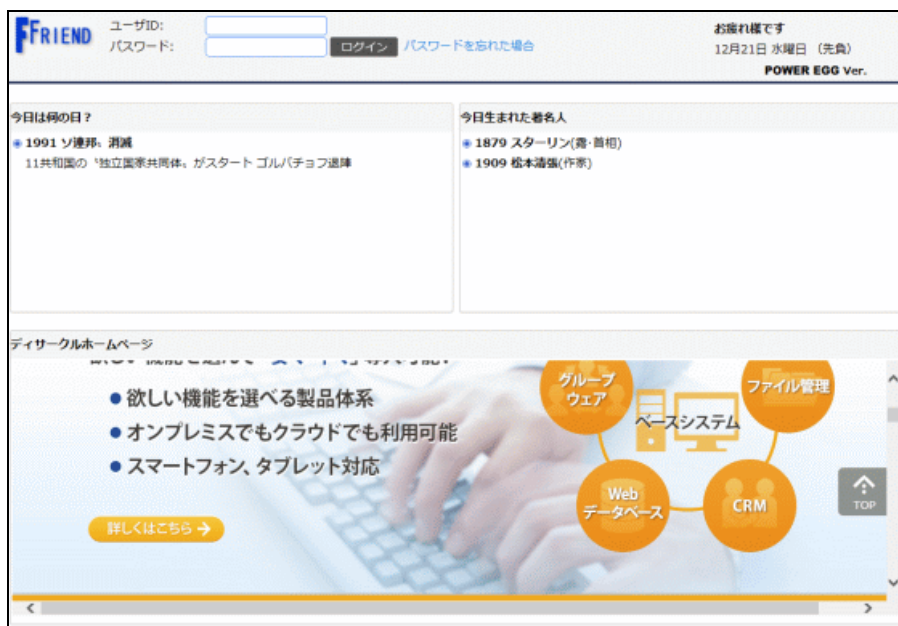 FFRIEND
ユーザID:
パスワード:
ログイン パスワードを忘れた場合
お疲れ様です
12月21日 水曜日 （先負）
POWER EGG Ver.
今日は何の日？
1991 ソ連邦、消滅
11共和国の〝独立国家共同体〟がスタート ゴルバチョフ退陣
今日生まれた著名人
1879 スターリン(露·首相)
1909 松本清張(作家)
ディサークルホームページ
● 欲しい機能を選べる製品体系
● オンプレミスでもクラウドでも利用可能
● スマートフォン、タブレット対応
詳しくはこちら →
グループ
ウェア
ファイル管理
ベースシステム
Web
データベース
CRM
TOP